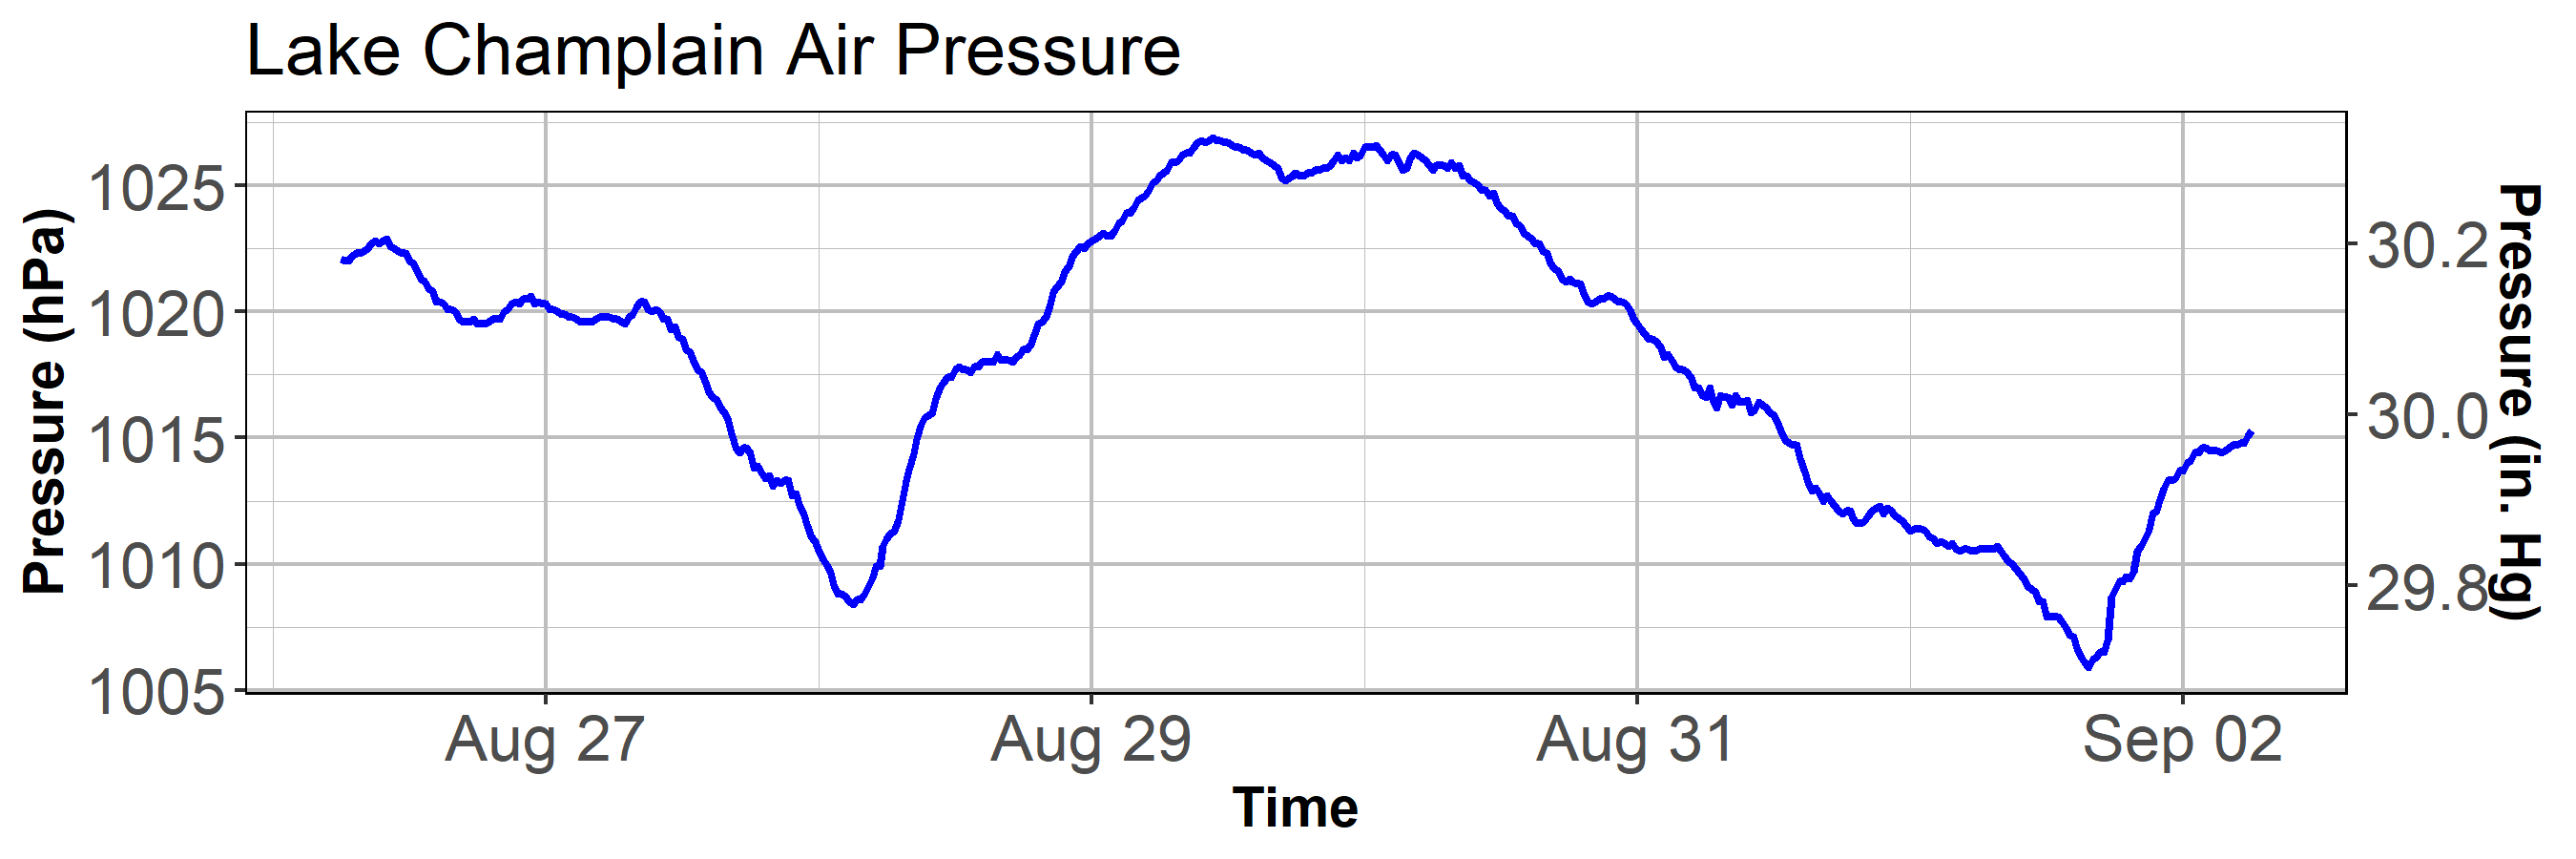 Lake Champlain Air Pressure
Pressure (hPa)
1025
1020
1015
1010
1005
30.2
30.0
29.8
Pressure (in. Hg)
Aug 27
Aug 29
Aug 31
Sep 02
Time